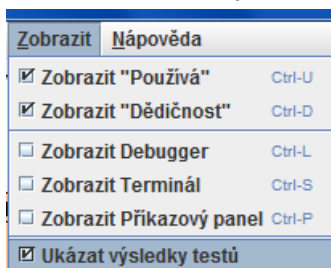 Zobrazit Nápověda
Zobrazit "Používá" Ctrl-U
Zobrazit "Dědičnost" Ctrl-D
Zobrazit Debugger Ctrl-L
Zobrazit Terminál Ctrl-S
Zobrazit Příkazový panel Ctrl-P
Ukázat výsledky testů